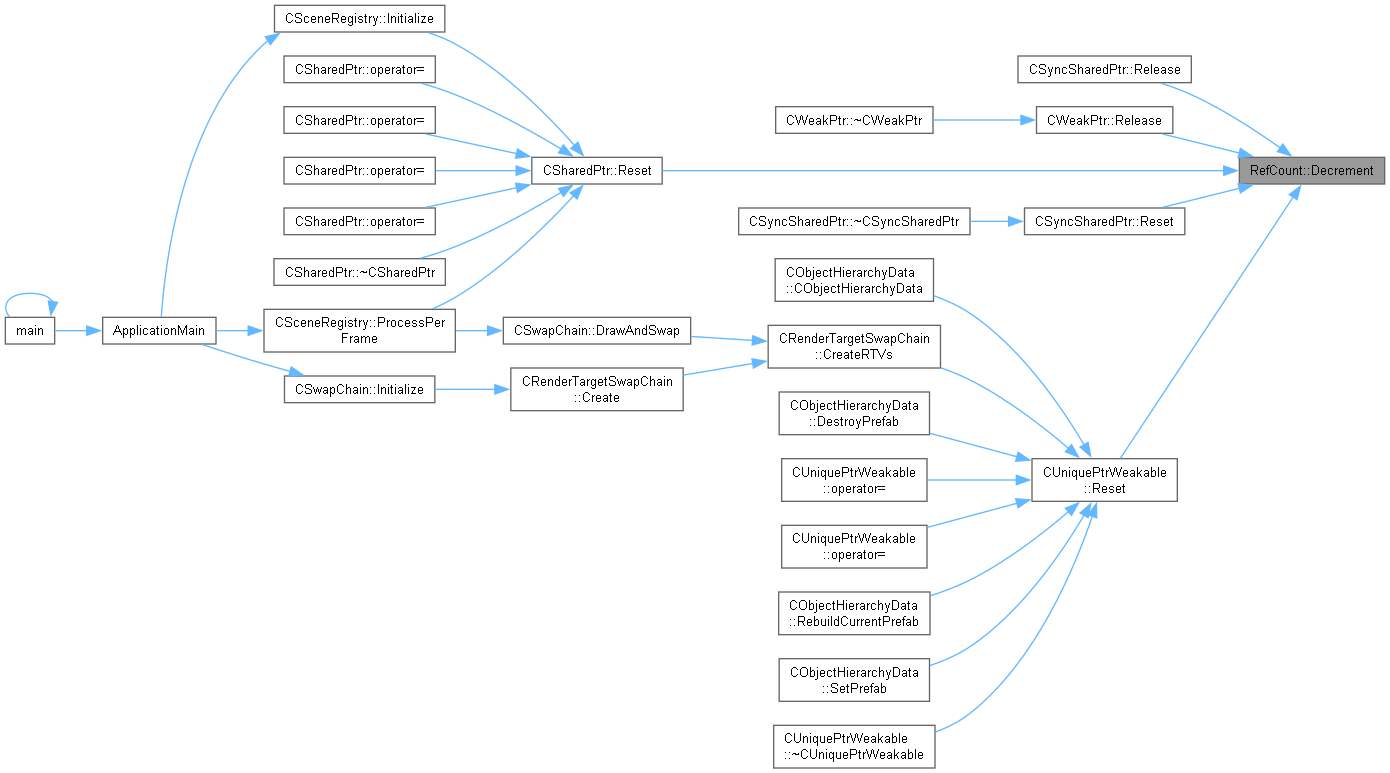 CSceneRegistry::Initialize
CSharedPtr::operator=
CSharedPtr::operator=
CSharedPtr::operator=
CSharedPtr::operator=
CSharedPtr::~CSharedPtr
CSceneRegistry::ProcessPer
Frame
main
ApplicationMain
CSwapChain::Initialize
CSharedPtr::Reset
CSwapChain::DrawAndSwap
CRenderTargetSwapChain
::Create
CWeakPtr::~CWeakPtr
CSyncSharedPtr::~CSyncSharedPtr
CObjectHierarchyData
::CObjectHierarchyData
CRenderTargetSwapChain
::CreateRTVs
CObjectHierarchyData
::DestroyPrefab
CUniquePtrWeakable
::operator=
CUniquePtrWeakable
::operator=
CObjectHierarchyData
::RebuildCurrentPrefab
CObjectHierarchyData
::SetPrefab
CUniquePtrWeakable
::~CUniquePtrWeakable
CSyncSharedPtr::Release
CWeakPtr::Release
CSyncSharedPtr::Reset
CUniquePtrWeakable
::Reset
RefCount::Decrement